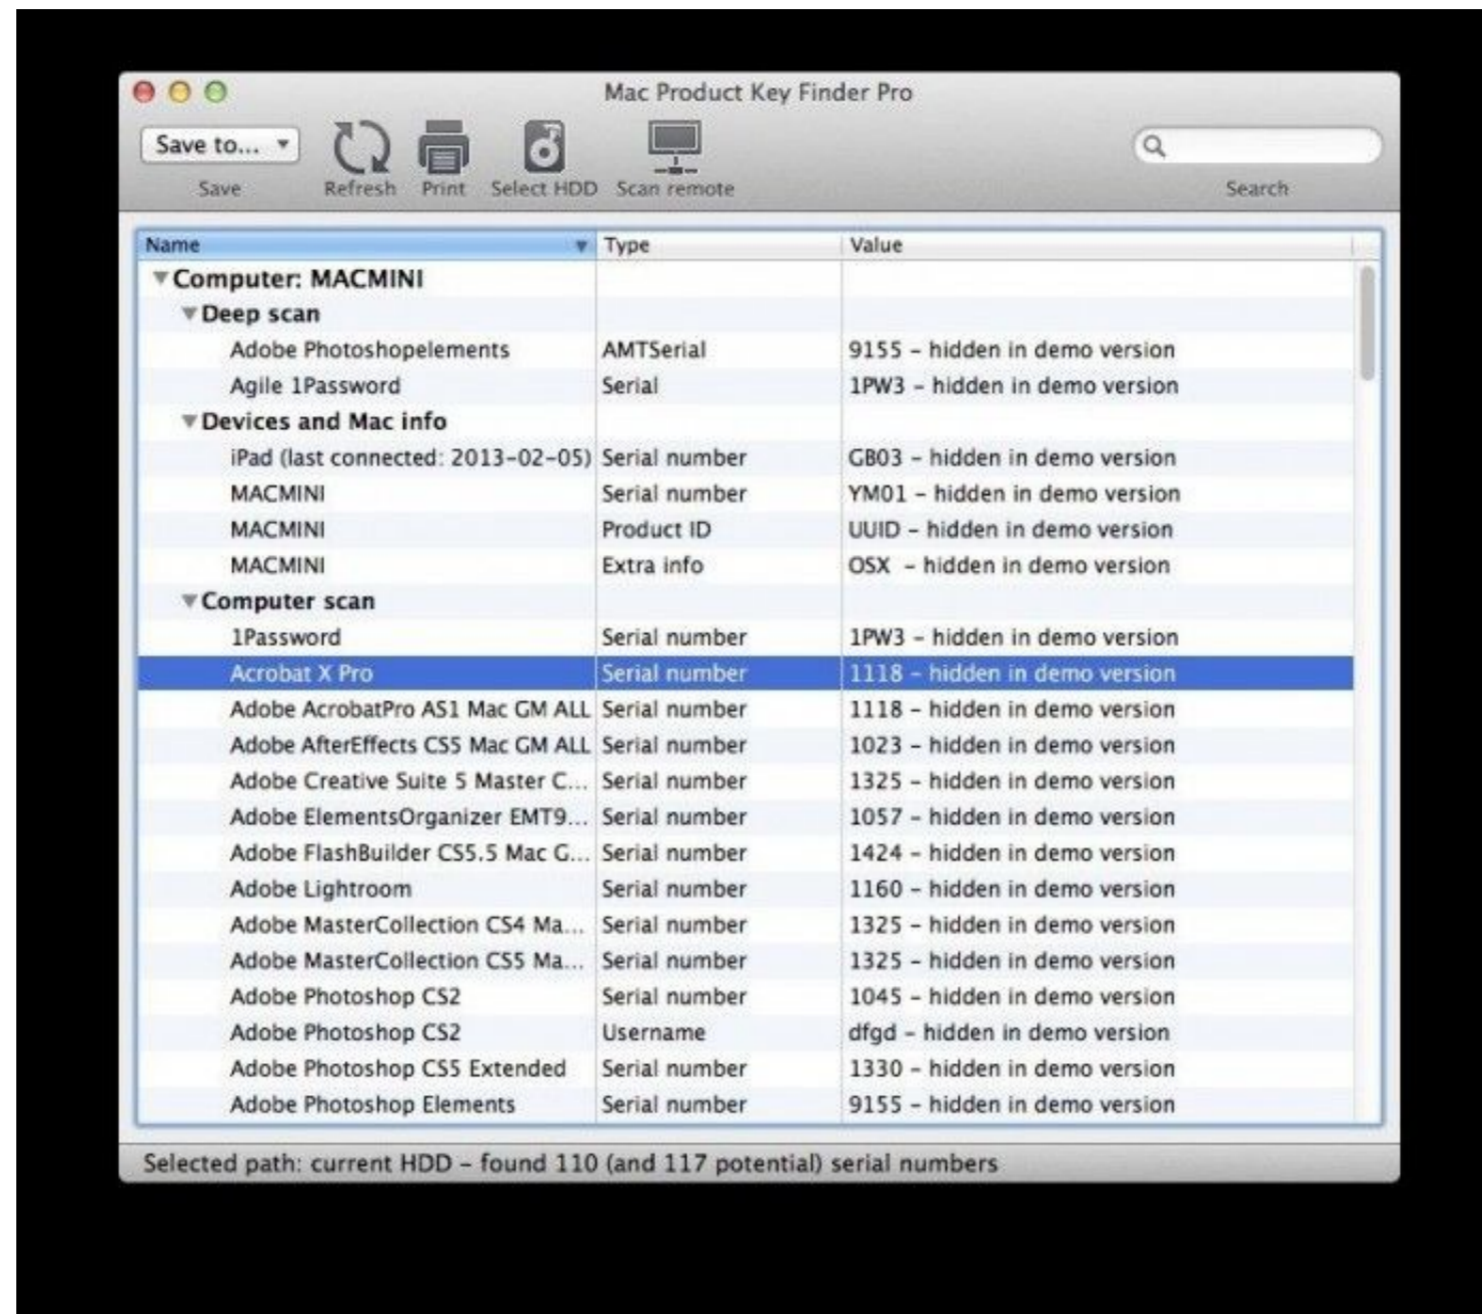 Mac Product Key Finder Pro
Save to...
Save Refresh Print Select HDD Scan remote Search
Name Type Value
Computer: MACMINI
Deep scan
Adobe Photoshopelements AMTSerial 9155 – hidden in demo version
Agile 1Password Serial 1PW3 – hidden in demo version
Devices and Mac info
iPad (last connected: 2013-02-05) Serial number GB03 – hidden in demo version
MACMINI Serial number YM01 – hidden in demo version
MACMINI Product ID UUID – hidden in demo version
MACMINI Extra info OSX – hidden in demo version
Computer scan
1Password Serial number 1PW3 – hidden in demo version
Acrobat X Pro Serial number 1118 – hidden in demo version
Adobe AcrobatPro AS1 Mac GM ALL Serial number 1118 – hidden in demo version
Adobe AfterEffects CS5 Mac GM ALL Serial number 1023 – hidden in demo version
Adobe Creative Suite 5 Master C... Serial number 1325 – hidden in demo version
Adobe ElementsOrganizer EMT9... Serial number 1057 – hidden in demo version
Adobe FlashBuilder CS5.5 Mac G... Serial number 1424 – hidden in demo version
Adobe Lightroom Serial number 1160 – hidden in demo version
Adobe MasterCollection CS4 Ma... Serial number 1325 – hidden in demo version
Adobe MasterCollection CS5 Ma... Serial number 1325 – hidden in demo version
Adobe Photoshop CS2 Serial number 1045 – hidden in demo version
Adobe Photoshop CS2 Username dfgd – hidden in demo version
Adobe Photoshop CS5 Extended Serial number 1330 – hidden in demo version
Adobe Photoshop Elements Serial number 9155 – hidden in demo version
Selected path: current HDD – found 110 (and 117 potential) serial numbers